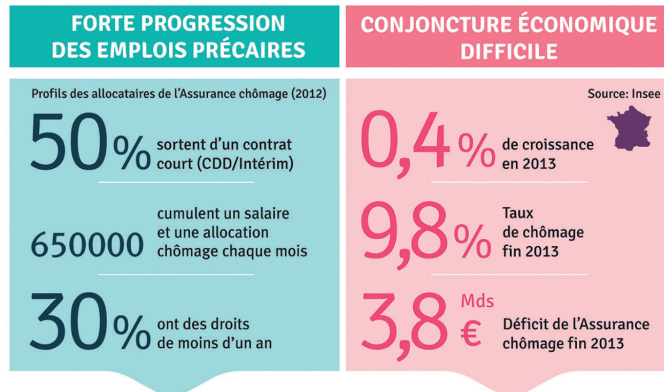 FORTE PROGRESSION
DES EMPLOIS PRÉCAIRES
Profils des allocataires de l'Assurance chômage (2012)
50% sortent d'un contrat
court (CDD/Intérim)
650000 cumulent un salaire
et une allocation
chômage chaque mois
30% ont des droits
de moins d'un an
CONJONCTURE ÉCONOMIQUE
DIFFICILE
Source: Insee
0,4% de croissance
en 2013
9,8% Taux
de chômage
fin 2013
3,8 Mds
€ Déficit de l'Assurance
chômage fin 2013